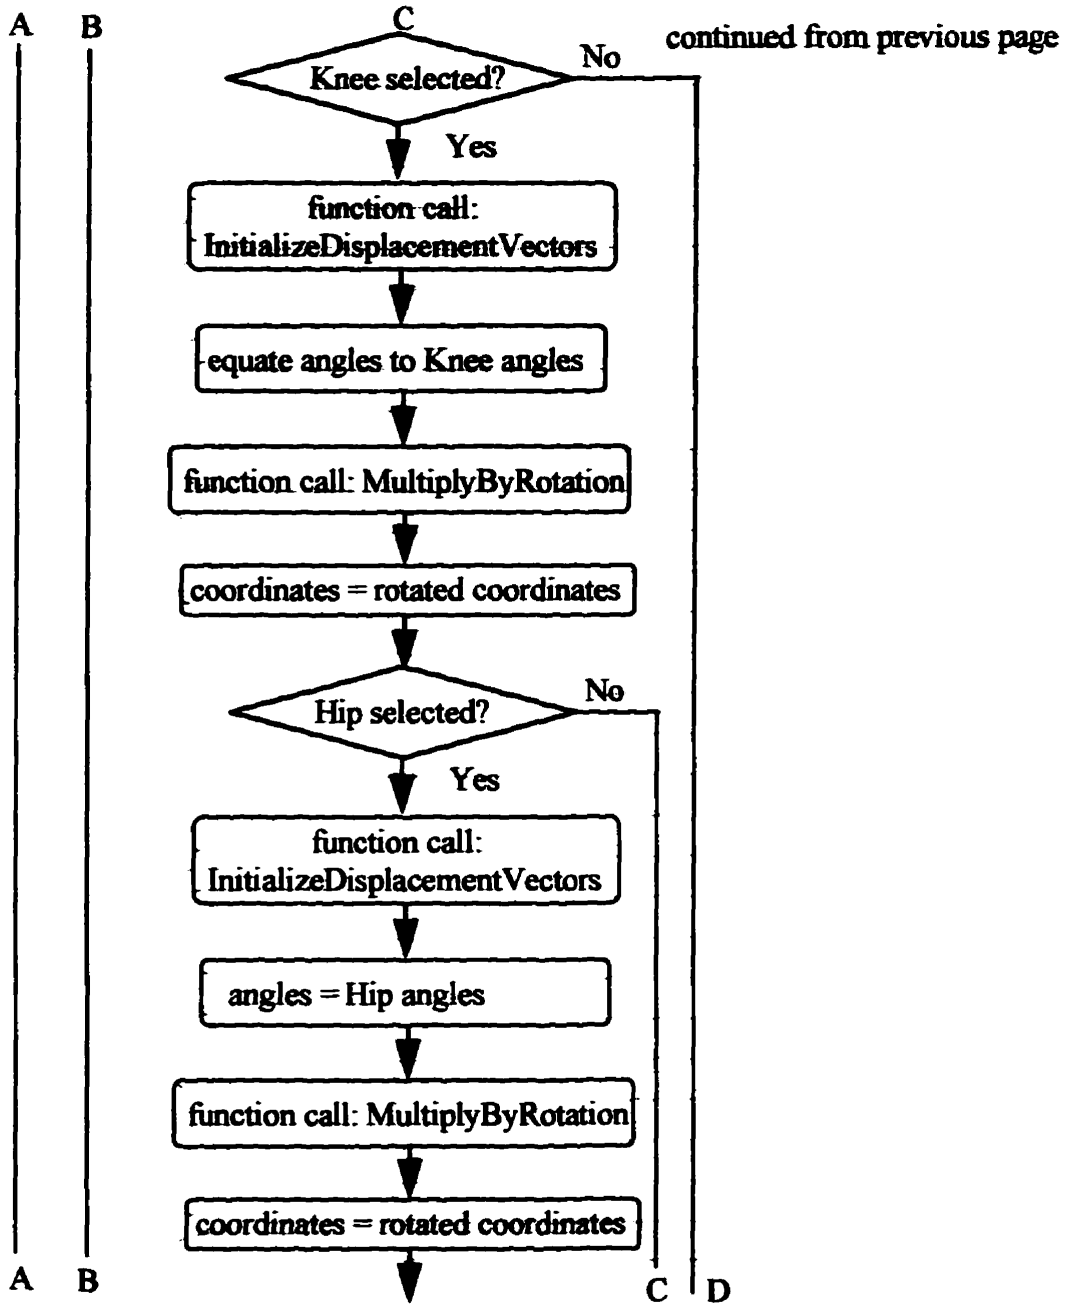 A B C
continued from previous page
Knee selected?
No
Yes
function call:
InitializeDisplacementVectors
equate angles to Knee angles
function call: MultiplyByRotation
coordinates = rotated coordinates
Hip selected?
No
Yes
function call:
InitializeDisplacementVectors
angles = Hip angles
function call: MultiplyByRotation
coordinates = rotated coordinates
A B C D